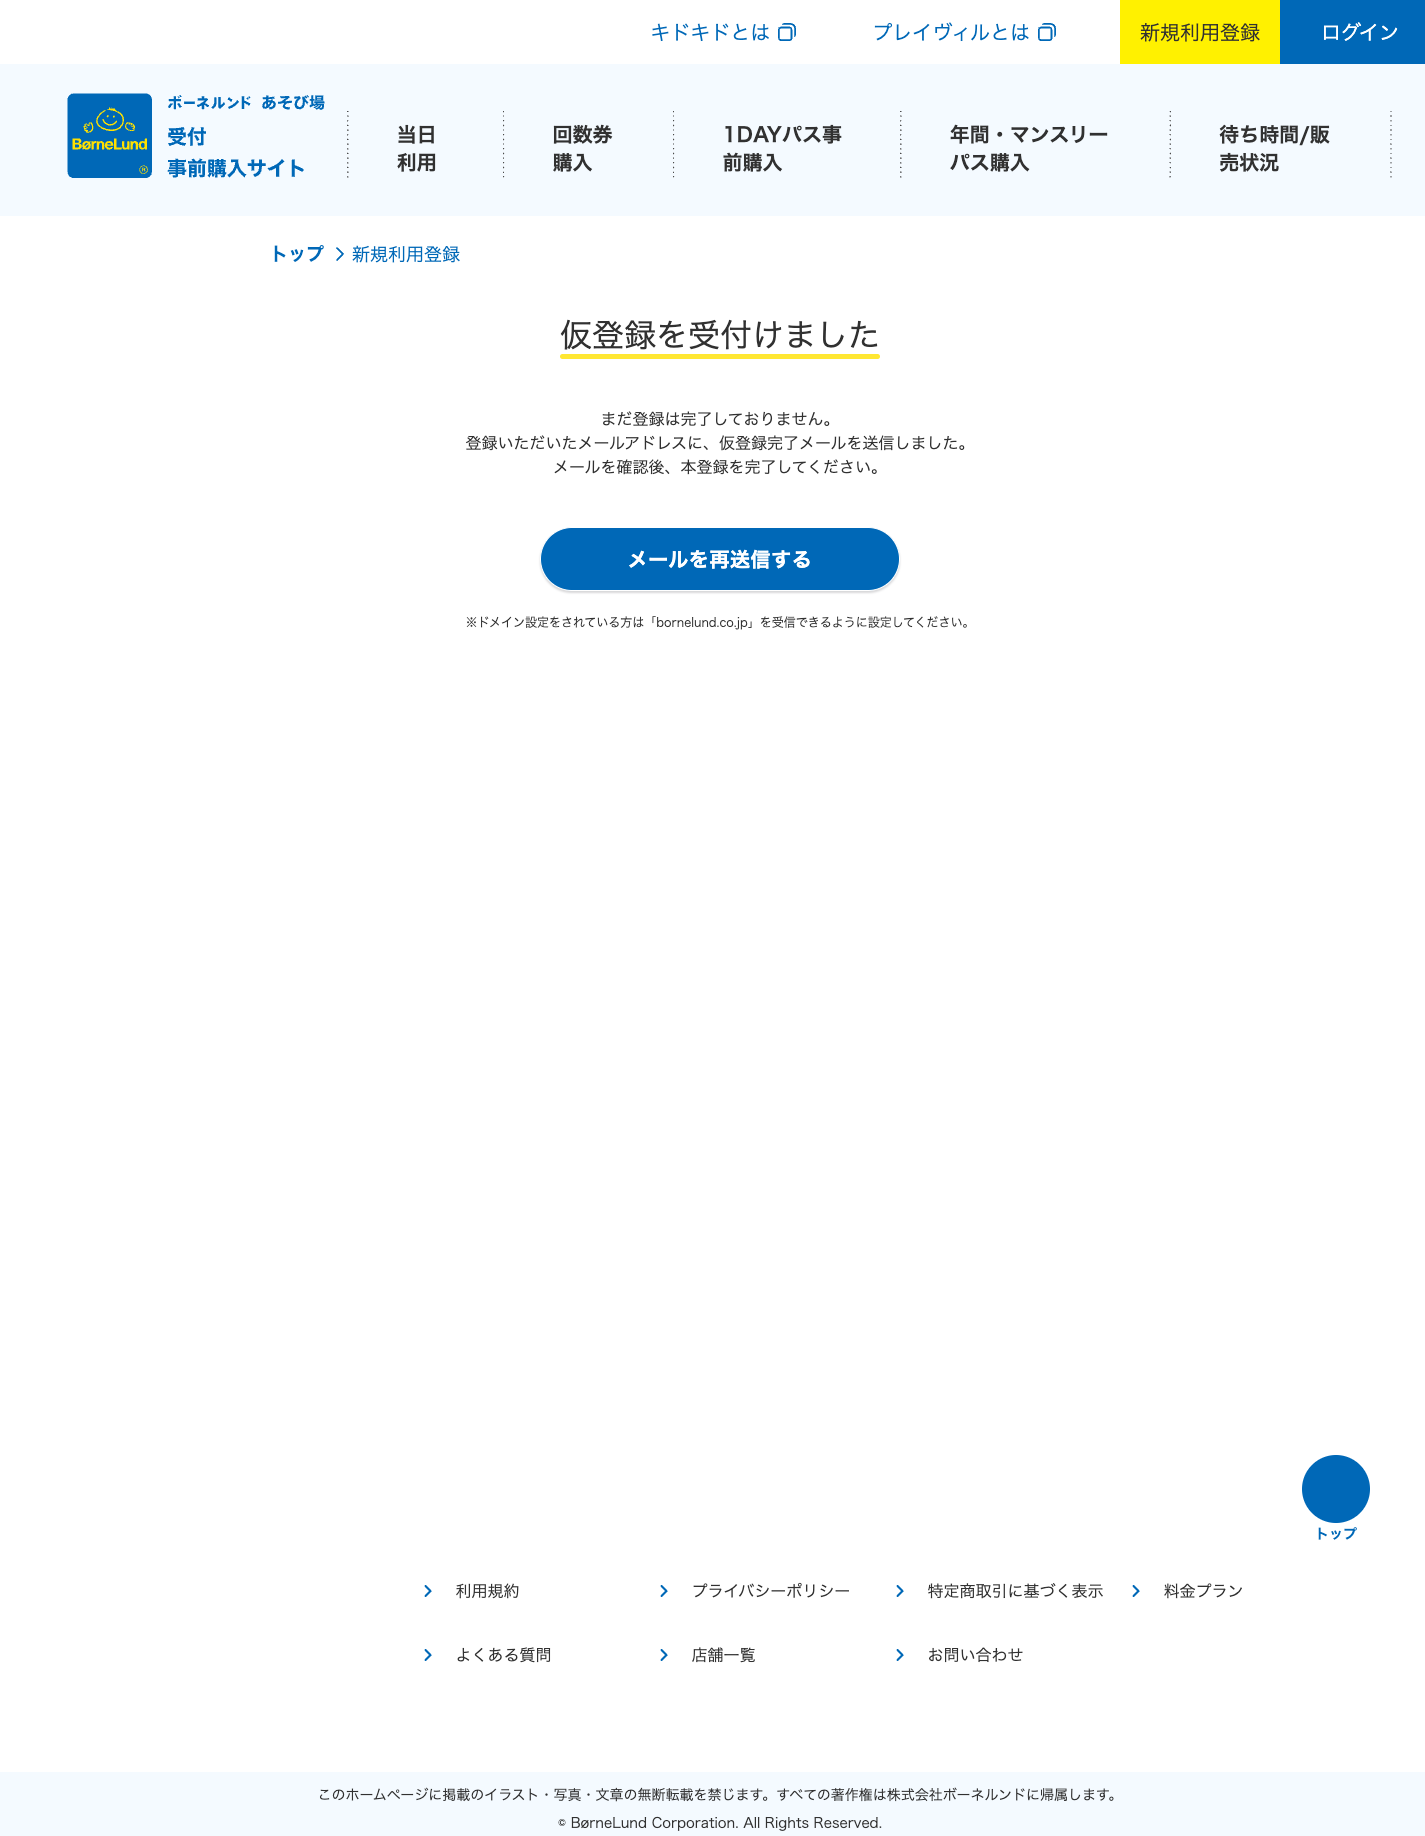 キドキドとは
プレイヴィルとは
新規利用登録
ログイン
BørneLund
®
ボーネルンド あそび場
受付
事前購入サイト
当日
利用
回数券
購入
1DAYパス事
前購入
年間・マンスリー
パス購入
待ち時間/販
売状況
トップ
新規利用登録
仮登録を受付けました
まだ登録は完了しておりません。
登録いただいたメールアドレスに、仮登録完了メールを送信しました。
メールを確認後、本登録を完了してください。
メールを再送信する
※ドメイン設定をされている方は「bornelund.co.jp」を受信できるように設定してください。
トップ
利用規約
プライバシーポリシー
特定商取引に基づく表示
料金プラン
よくある質問
店舗一覧
お問い合わせ
このホームページに掲載のイラスト・写真・文章の無断転載を禁じます。すべての著作権は株式会社ボーネルンドに帰属します。
© BørneLund Corporation. All Rights Reserved.